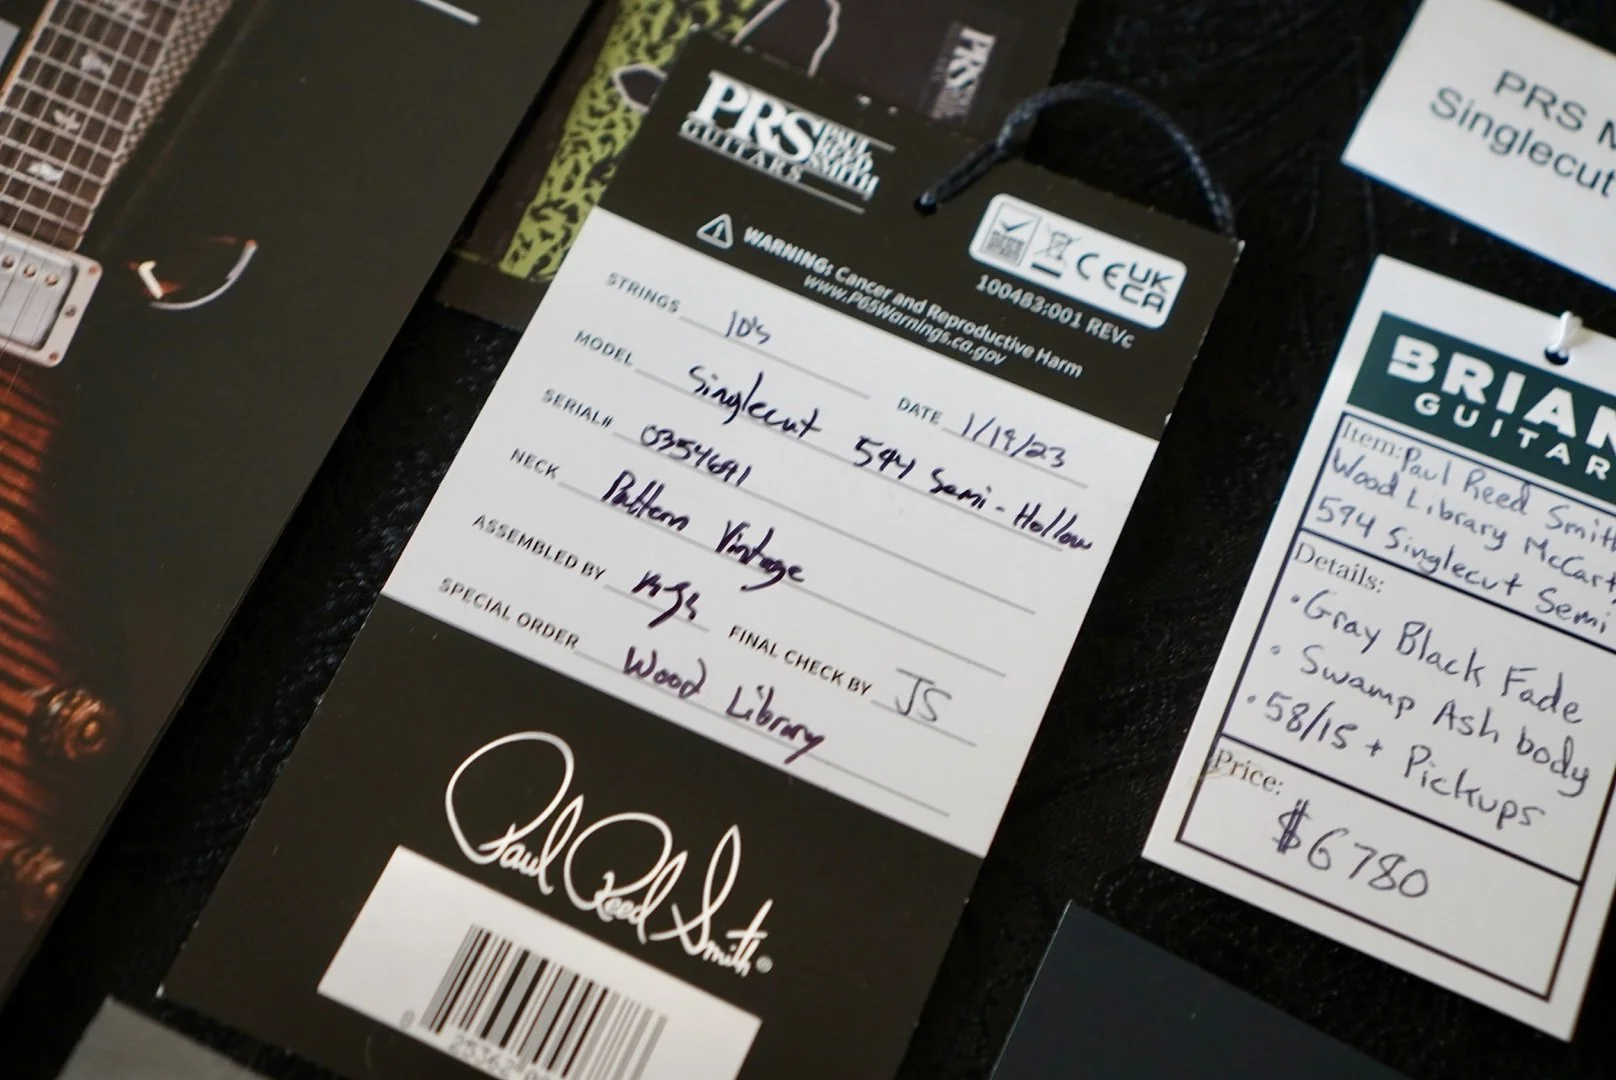 PRS
PRS GUITARS PAUL REED SMITH
WARNING: Cancer and Reproductive Harm
www.P65Warnings.ca.gov
CE UK CA
100483:001 REVc
STRINGS 10's
DATE 1/19/23
MODEL Singlecut 594 Semi-Hollow
SERIAL# 0354691
NECK Pattern Vintage
ASSEMBLED BY
FINAL CHECK BY JS
SPECIAL ORDER Wood Library
Paul Reed Smith®
PRS
Singlecut
BRIAN
GUITAR
Item: Paul Reed Smith
Wood Library
594 Singlecut Semi
Details:
• Gray Black Fade
• Swamp Ash body
• 58/15 + Pickups
Price:
$6780